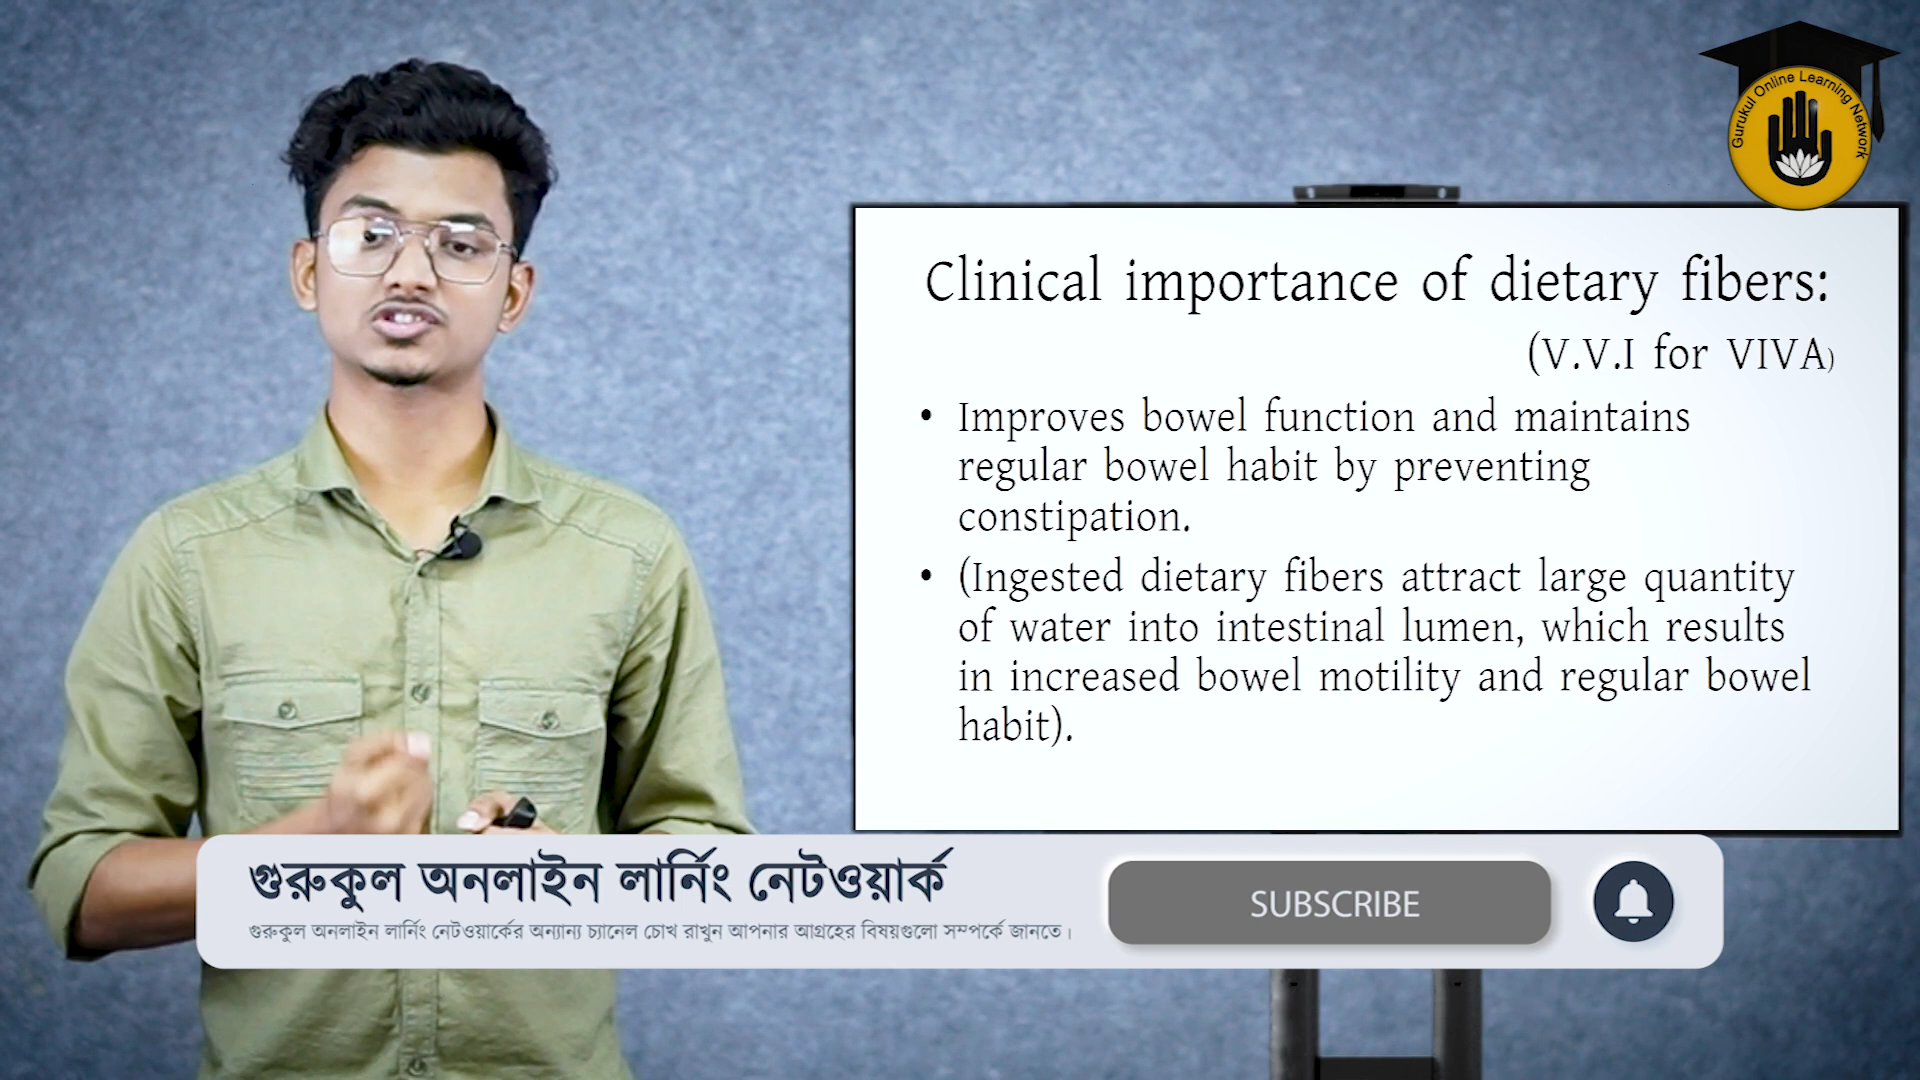 Gurukul Online Learning Network
Clinical importance of dietary fibers:
(V.V.I for VIVA)
• Improves bowel function and maintains
regular bowel habit by preventing
constipation.
• (Ingested dietary fibers attract large quantity
of water into intestinal lumen, which results
in increased bowel motility and regular bowel
habit).
গুরুকুল অনলাইন লার্নিং নেটওয়ার্ক
গুরুকুল অনলাইন লার্নিং নেটওয়ার্কের অন্যান্য চ্যানেল চোখ রাখুন আপনার আগ্রহের বিষয়গুলো সম্পর্কে জানতে।
SUBSCRIBE